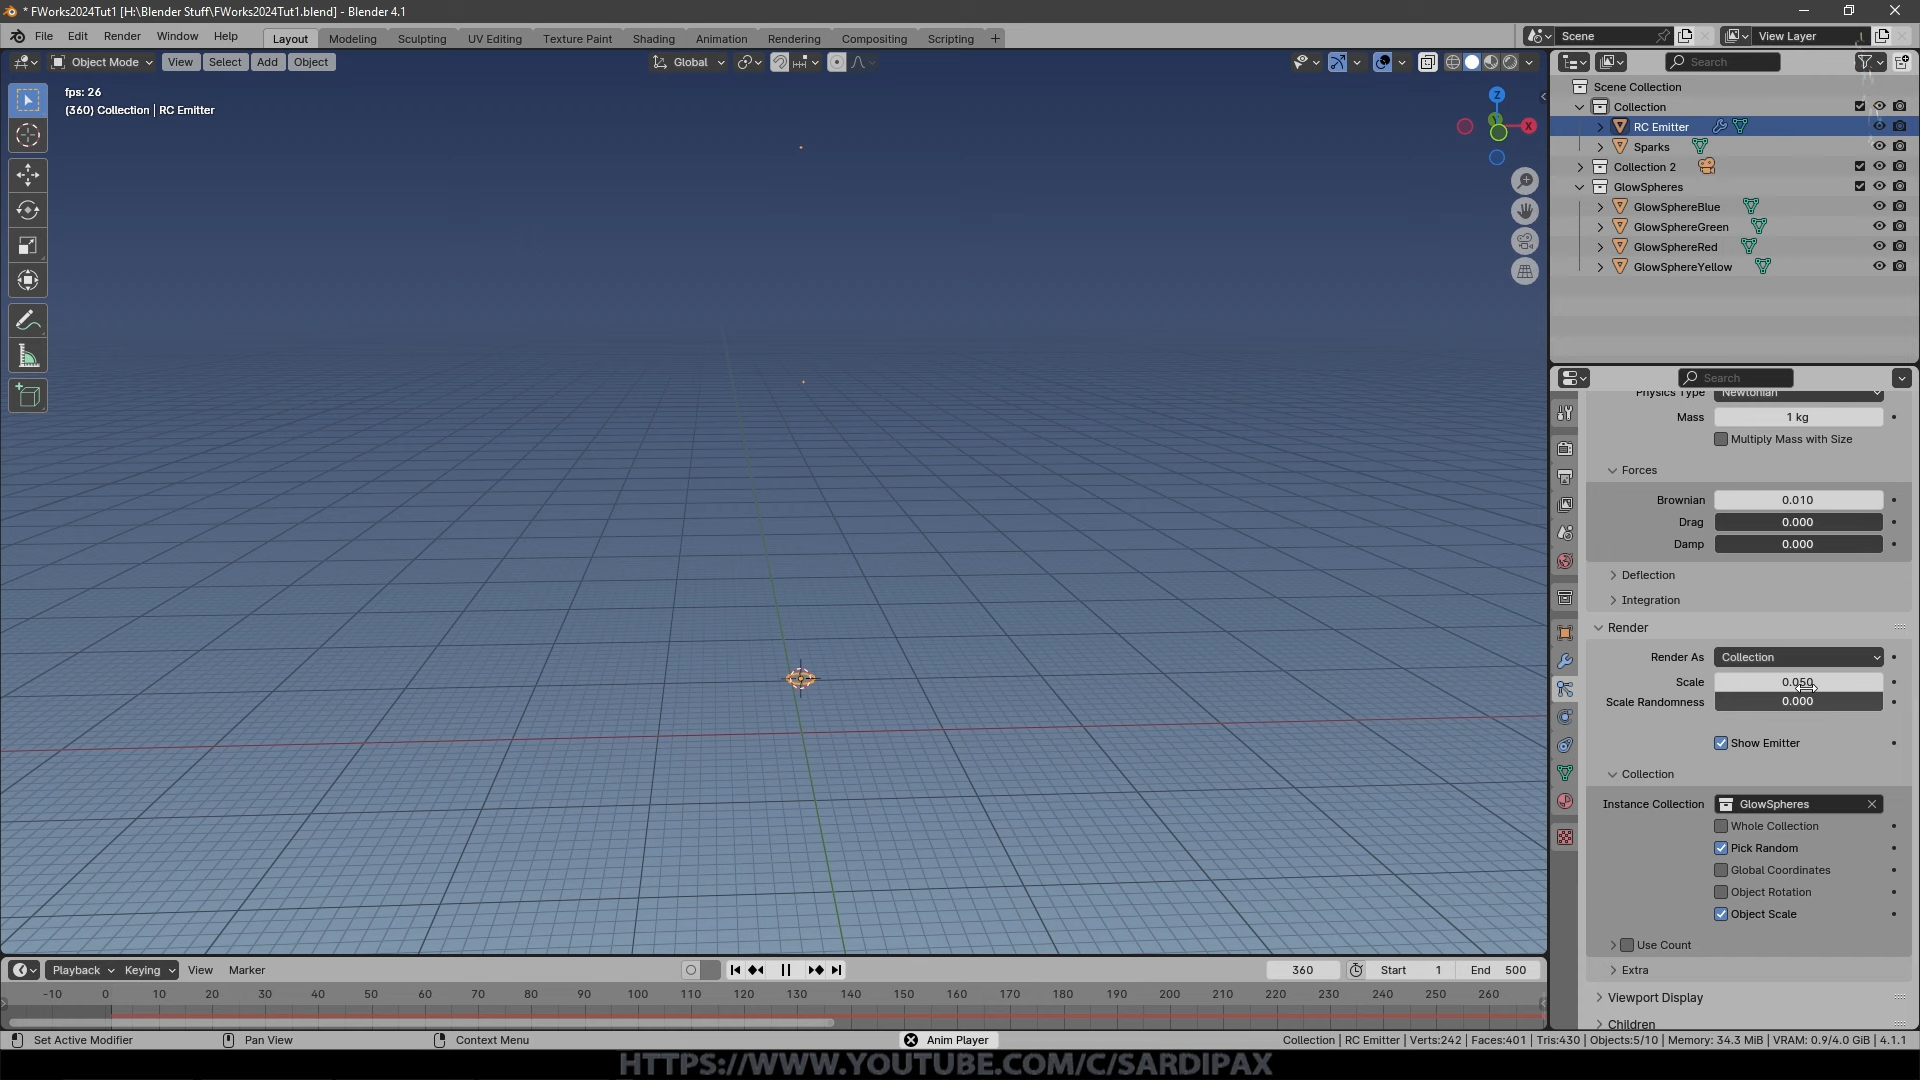 * FWorks2024Tut1 [H:\Blender Stuff\FWorks2024Tut1.blend] - Blender 4.1
File Edit Render Window Help
Layout Modeling Sculpting UV Editing Texture Paint Shading Animation Rendering Compositing Scripting +
Scene
View Layer
Object Mode View Select Add Object
Global
Search
fps: 26
(360) Collection | RC Emitter
Z
X
Scene Collection
Collection
RC Emitter
Sparks
Collection 2
GlowSpheres
GlowSphereBlue
GlowSphereGreen
GlowSphereRed
GlowSphereYellow
Search
Physics Type Newtonian
Mass 1 kg
Multiply Mass with Size
Forces
Brownian 0.010
Drag 0.000
Damp 0.000
Deflection
Integration
Render
Render As Collection
Scale 0.050
Scale Randomness 0.000
Show Emitter
Collection
Instance Collection GlowSpheres
Whole Collection
Pick Random
Global Coordinates
Object Rotation
Object Scale
Use Count
Extra
Viewport Display
Children
Playback Keying View Marker
360 Start 1 End 500
-10 0 10 20 30 40 50 60 70 80 90 100 110 120 130 140 150 160 170 180 190 200 210 220 230 240 250 260
Set Active Modifier Pan View Context Menu Anim Player
Collection | RC Emitter | Verts:242 | Faces:401 | Tris:430 | Objects:5/10 | Memory: 34.3 MiB | VRAM: 0.9/4.0 GiB | 4.1.1
HTTPS://WWW.YOUTUBE.COM/C/SARDIPAX